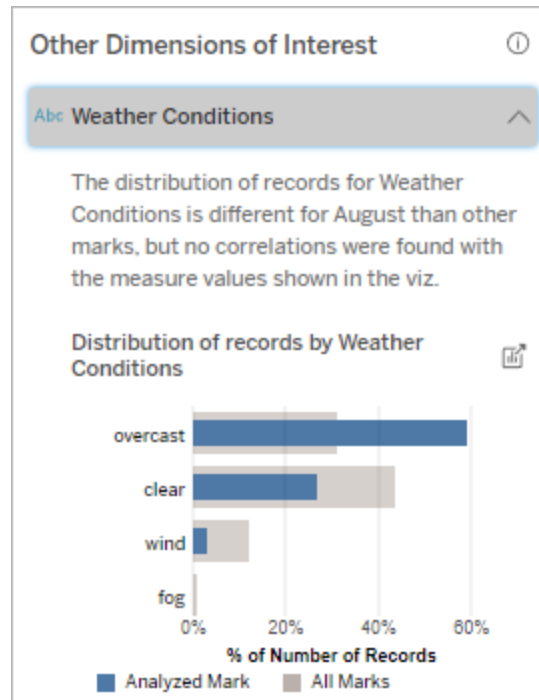 Other Dimensions of Interest
Abc Weather Conditions
The distribution of records for Weather
Conditions is different for August than other
marks, but no correlations were found with
the measure values shown in the viz.
Distribution of records by Weather
Conditions
overcast
clear
wind
fog
0% 20% 40% 60%
% of Number of Records
Analyzed Mark All Marks